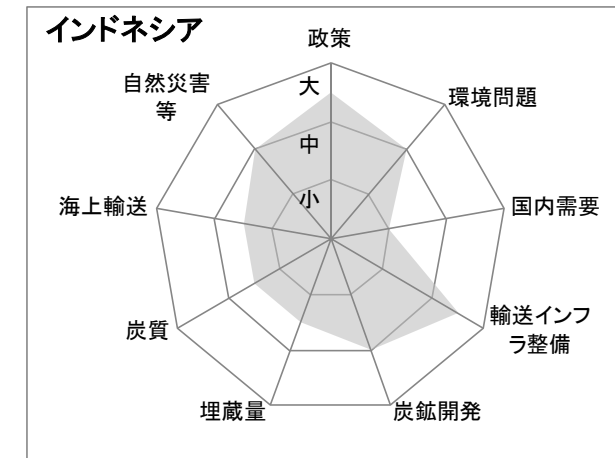 インドネシア
政策
自然災害
等
大
環境問題
中
小
海上輸送
国内需要
輸送インフ
ラ整備
炭質
埋蔵量
炭鉱開発